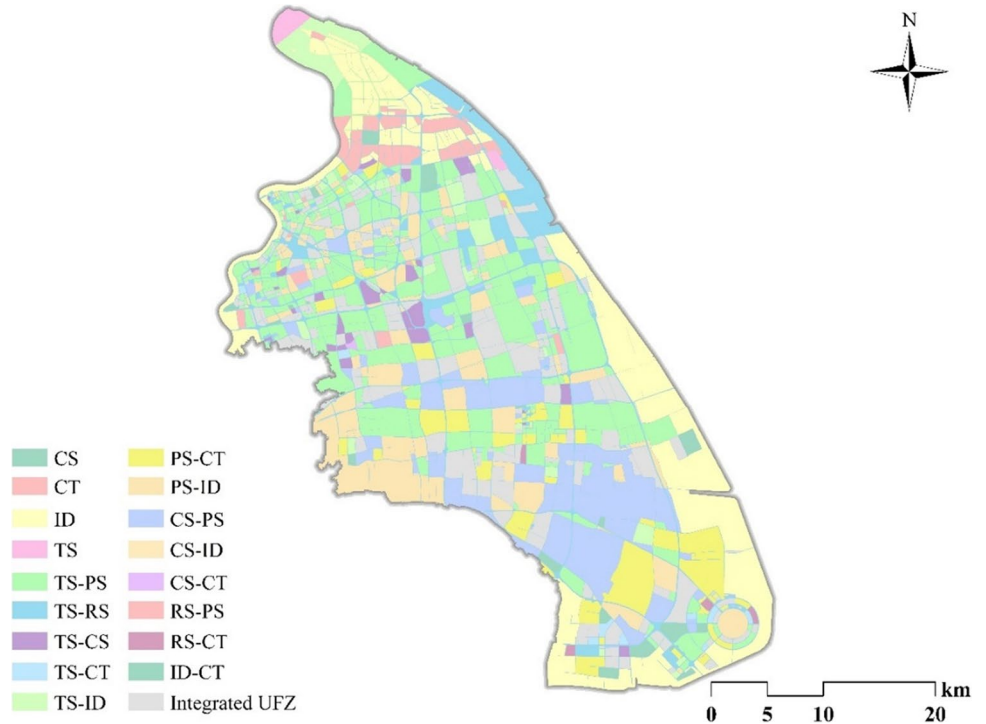 N
CS
CT
ID
TS
TS-PS
TS-RS
TS-CS
TS-CT
TS-ID
PS-CT
PS-ID
CS-PS
CS-ID
CS-CT
RS-PS
RS-CT
ID-CT
Integrated UFZ
km
0 5 10 20